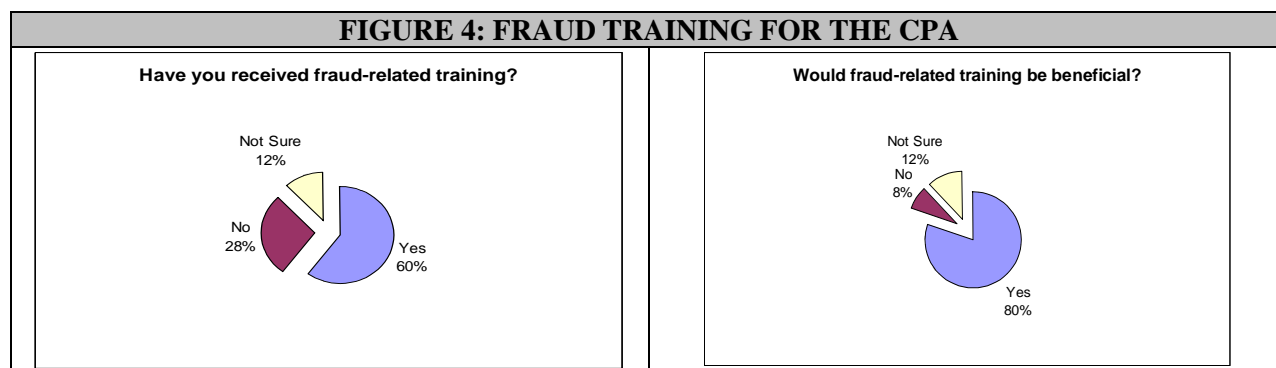 FIGURE 4: FRAUD TRAINING FOR THE CPA
Have you received fraud-related training?
Not Sure
12%
No
28%
Yes
60%
Would fraud-related training be beneficial?
Not Sure
12%
No
8%
Yes
80%